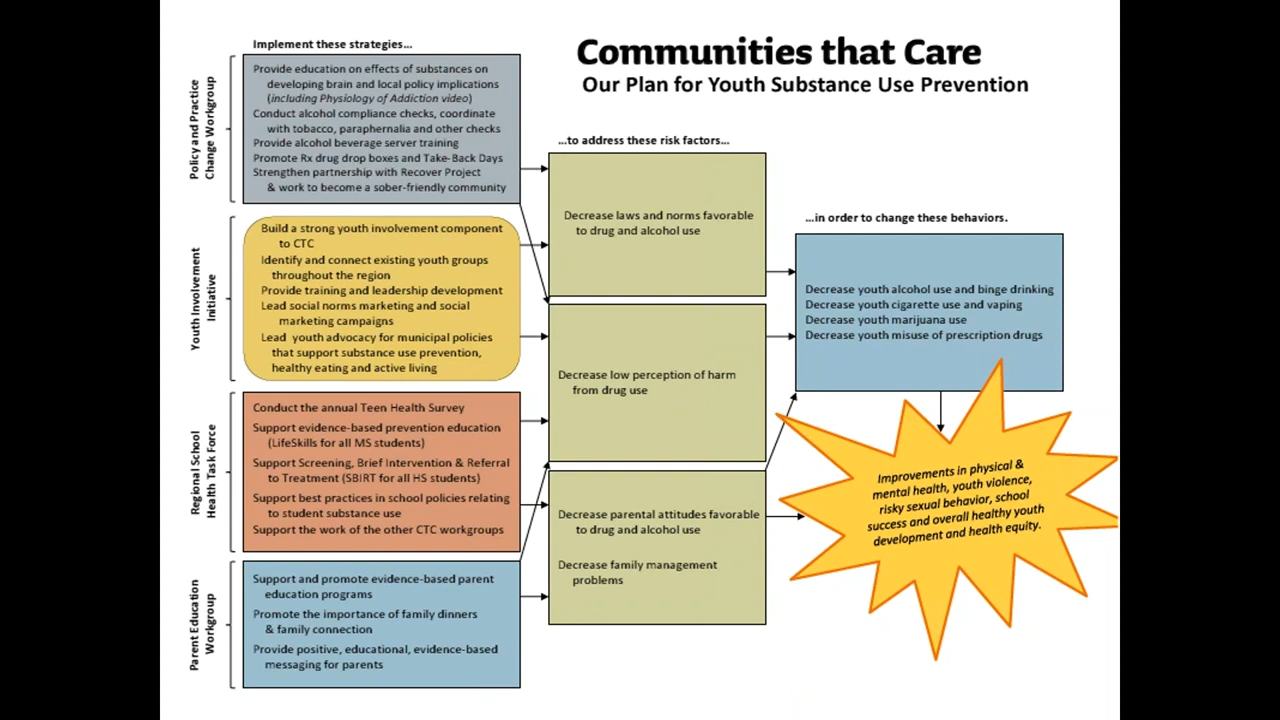 Communities that Care
Our Plan for Youth Substance Use Prevention
Implement these strategies...
Policy and Practice
Change Workgroup
Provide education on effects of substances on
developing brain and local policy implications
(including Physiology of Addiction video)
Conduct alcohol compliance checks, coordinate
with tobacco, paraphernalia and other checks
Provide alcohol beverage server training
Promote Rx drug drop boxes and Take-Back Days
Strengthen partnership with Recover Project
& work to become a sober-friendly community
Youth Involvement
Initiative
Build a strong youth involvement component
to CTC
Identify and connect existing youth groups
throughout the region
Provide training and leadership development
Lead social norms marketing and social
marketing campaigns
Lead youth advocacy for municipal policies
that support substance use prevention,
healthy eating and active living
Regional School
Health Task Force
Conduct the annual Teen Health Survey
Support evidence-based prevention education
(LifeSkills for all MS students)
Support Screening, Brief Intervention & Referral
to Treatment (SBIRT for all HS students)
Support best practices in school policies relating
to student substance use
Support the work of the other CTC workgroups
Parent Education
Workgroup
Support and promote evidence-based parent
education programs
Promote the importance of family dinners
& family connection
Provide positive, educational, evidence-based
messaging for parents
...to address these risk factors...
Decrease laws and norms favorable
to drug and alcohol use
Decrease low perception of harm
from drug use
Decrease parental attitudes favorable
to drug and alcohol use
Decrease family management
problems
...in order to change these behaviors.
Decrease youth alcohol use and binge drinking
Decrease youth cigarette use and vaping
Decrease youth marijuana use
Decrease youth misuse of prescription drugs
Improvements in physical &
mental health, youth violence,
risky sexual behavior, school
success and overall healthy youth
development and health equity.